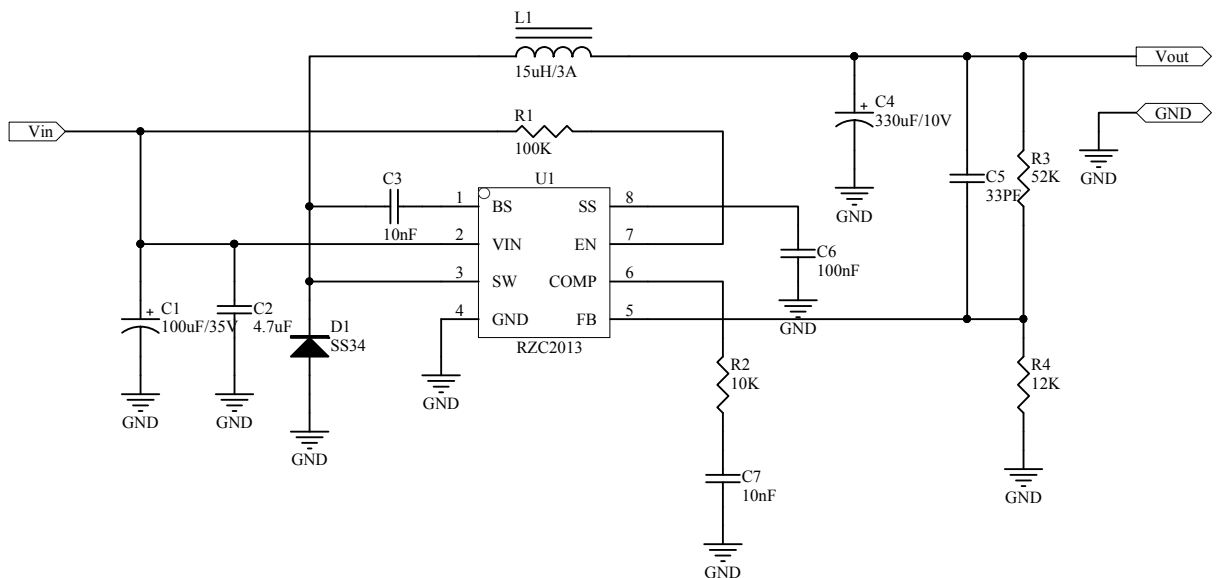 L1
15uH/3A
Vout
Vin
R1
100K
C4
330uF/10V
GND
GND
GND
C5
33PF
R3
52K
C3
10nF
U1
1
BS
SS
8
2
VIN
EN
7
3
SW
COMP
6
4
GND
FB
5
RZC2013
C6
100nF
GND
C1
100uF/35V
C2
4.7uF
D1
SS34
GND
GND
GND
GND
R2
10K
R4
12K
GND
C7
10nF
GND